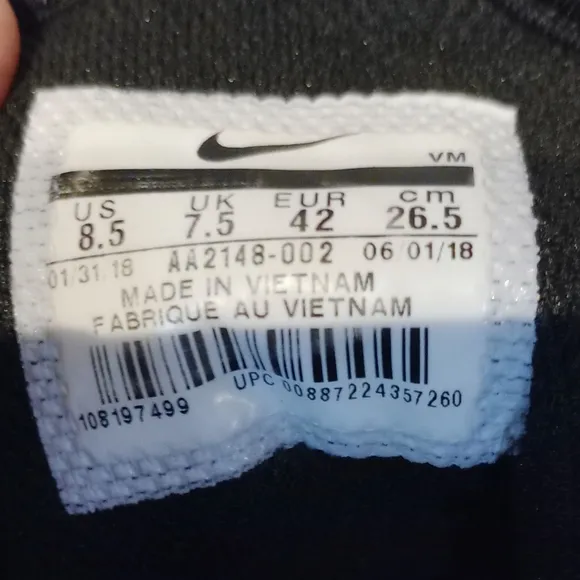 VM
US UK EUR cm
8.5 7.5 42 26.5
01/31/18 AA2148-002 06/01/18
MADE IN VIETNAM
FABRIQUE AU VIETNAM
108197499 UPC 00887224357260